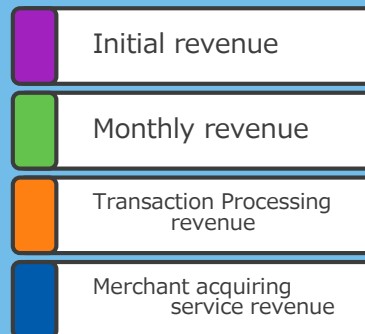 Initial revenue
Monthly revenue
Transaction Processing
revenue
Merchant acquiring
service revenue